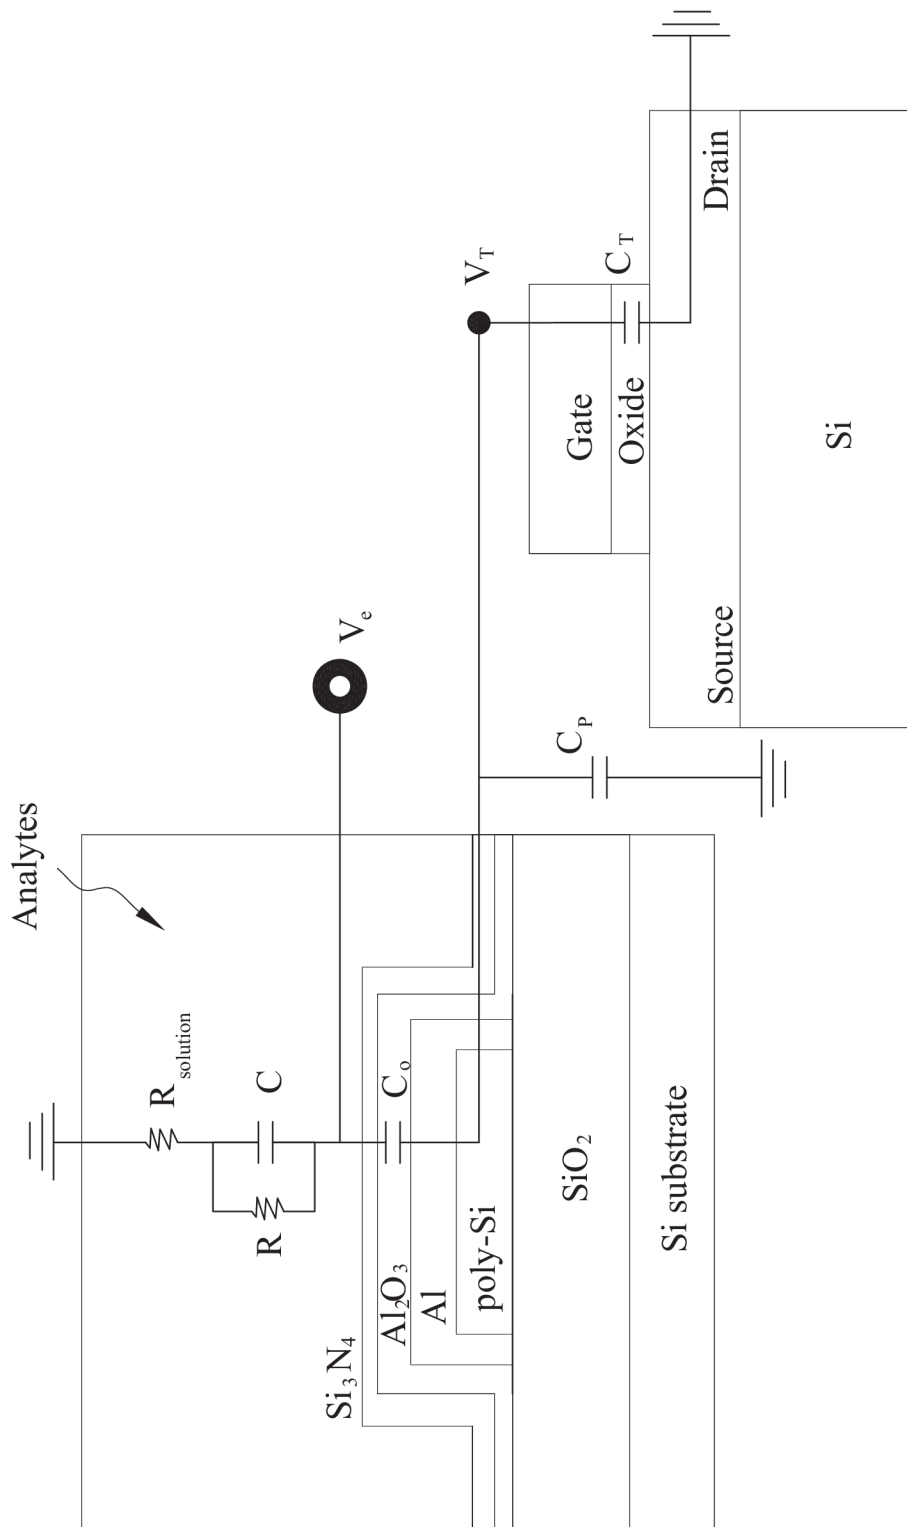 Analytes
R solution
C
R
V e
C o
Si3N4
Al2O3
Al
poly-Si
SiO2
Si substrate
C P
V T
C T
Gate
Oxide
Source
Drain
Si